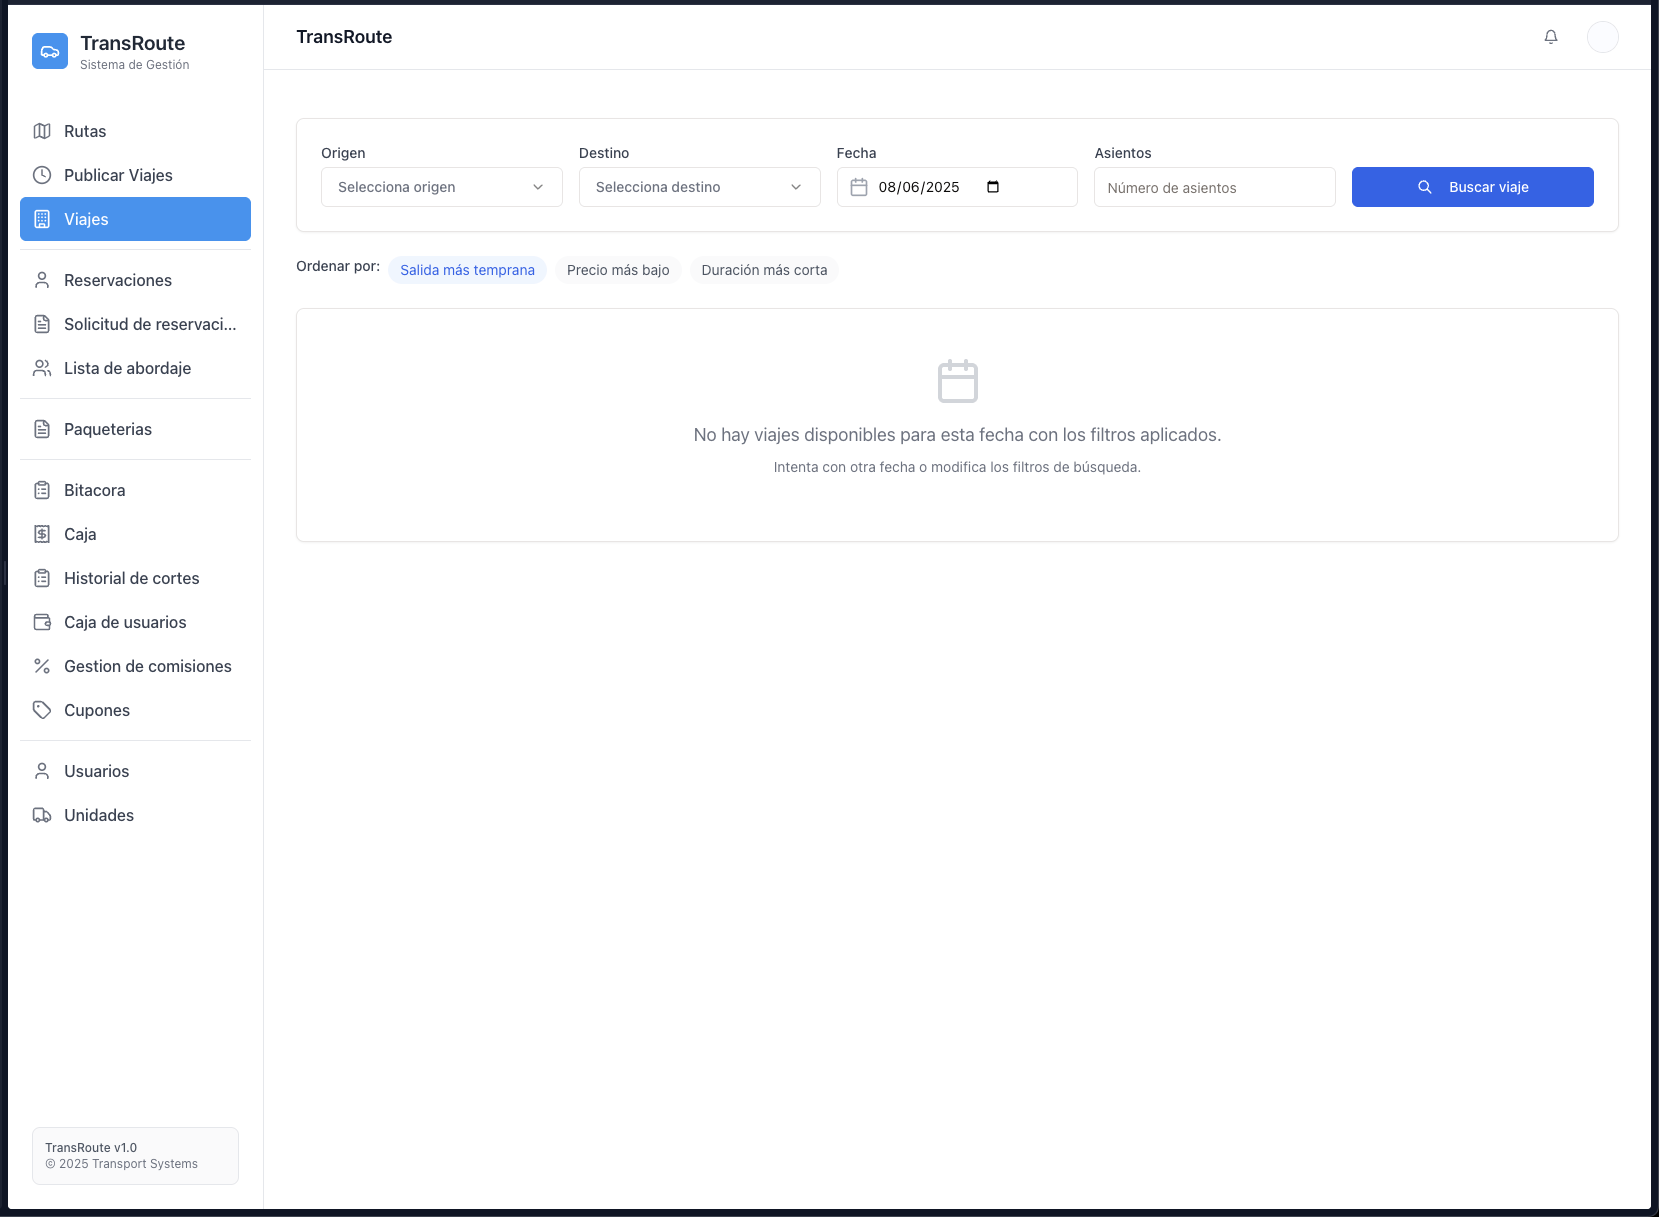 TransRoute
Sistema de Gestión
Rutas
Publicar Viajes
Viajes
Reservaciones
Solicitud de reservaci...
Lista de abordaje
Paqueterias
Bitacora
Caja
Historial de cortes
Caja de usuarios
Gestion de comisiones
Cupones
Usuarios
Unidades
TransRoute v1.0
© 2025 Transport Systems
TransRoute
Origen
Selecciona origen
Destino
Selecciona destino
Fecha
08/06/2025
Asientos
Número de asientos
Buscar viaje
Ordenar por: Salida más temprana Precio más bajo Duración más corta
No hay viajes disponibles para esta fecha con los filtros aplicados.
Intenta con otra fecha o modifica los filtros de búsqueda.